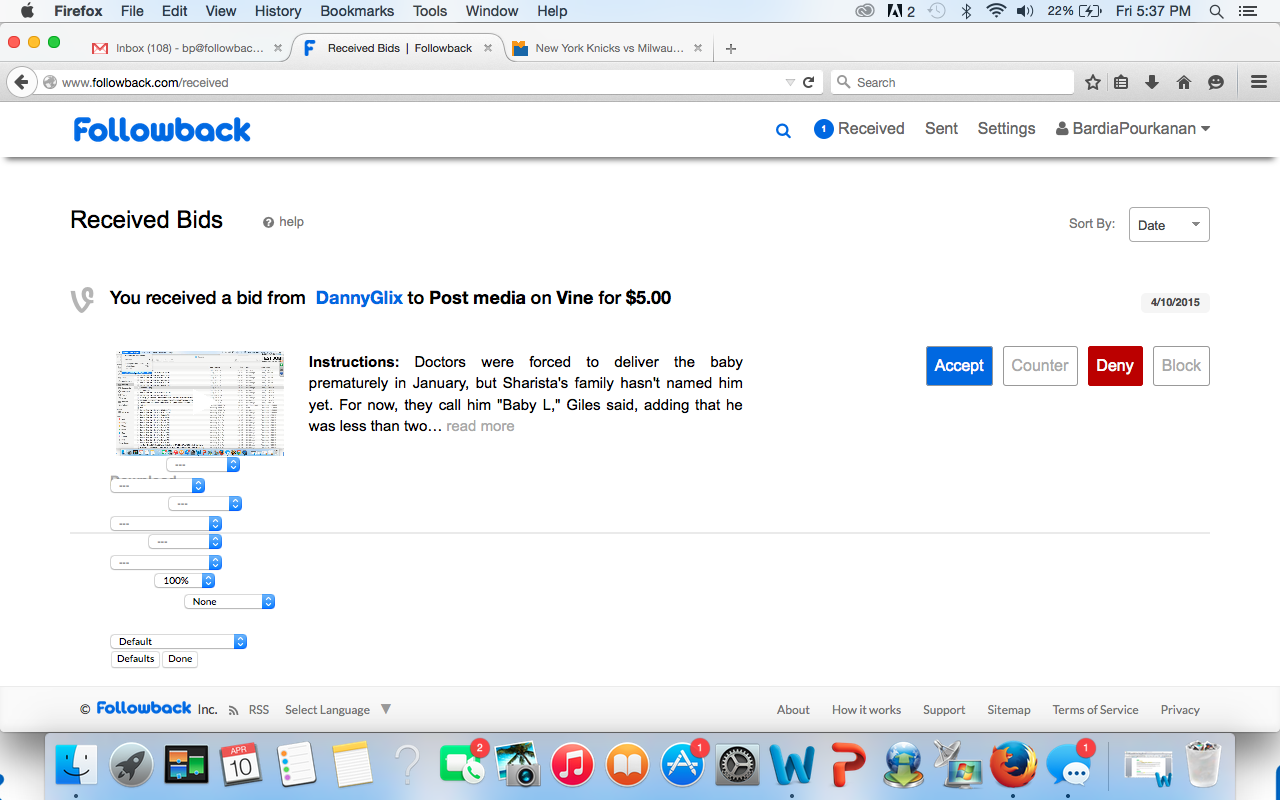 Firefox File Edit View History Bookmarks Tools Window Help 2 22% Fri 5:37 PM
Inbox (108) - bp@followbac... Received Bids | Followback New York Knicks vs Milwau...
www.followback.com/received Search
Followback 1 Received Sent Settings BardiaPourkanan
Received Bids help Sort By: Date
You received a bid from DannyGlix to Post media on Vine for $5.00 4/10/2015
Instructions: Doctors were forced to deliver the baby
prematurely in January, but Sharista's family hasn't named him
yet. For now, they call him "Baby L," Giles said, adding that he
was less than two... read more
Accept Counter Deny Block
---
Download
---
---
---
---
---
100%
None
Default
Defaults Done
© Followback Inc. RSS Select Language ▼ About How it works Support Sitemap Terms of Service Privacy
APR
10
2
1
1